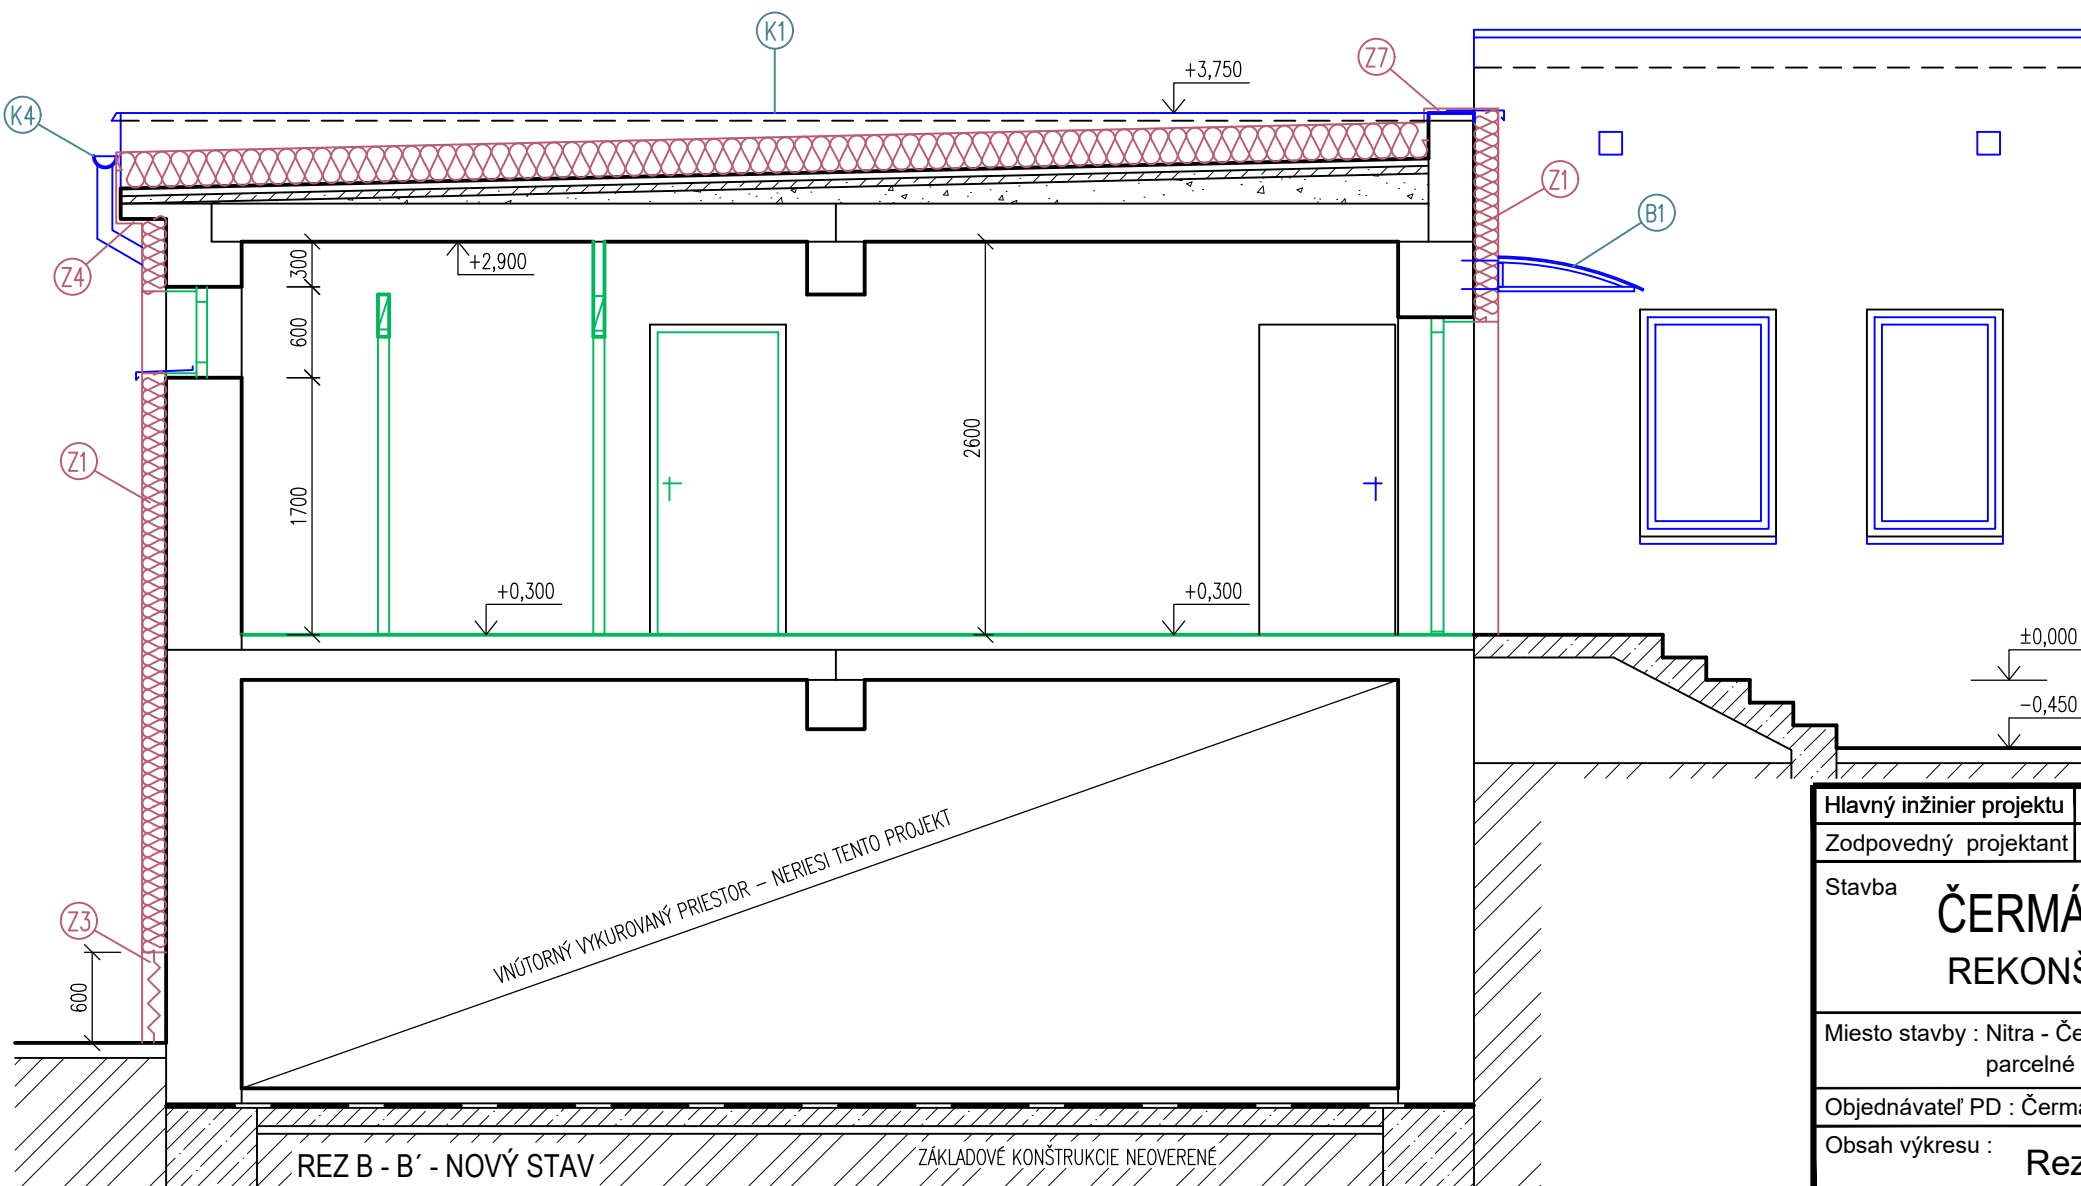 K1
K4
+3,750
Z7
Z1
B1
Z4
300
+2,900
600
2600
Z1
1700
+0,300
+0,300
±0,000
-0,450
VNÚTORNÝ VYKUROVANÝ PRIESTOR – NERIESI TENTO PROJEKT
Z3
600
REZ B - B´ - NOVÝ STAV
ZÁKLADOVÉ KONŠTRUKCIE NEOVERENÉ
Hlavný inžinier projektu
Zodpovedný projektant
Stavba
ČERMÁ
REKONŠ
Miesto stavby : Nitra - Če
parcelné
Objednávateľ PD : Čerma
Obsah výkresu :
Rez